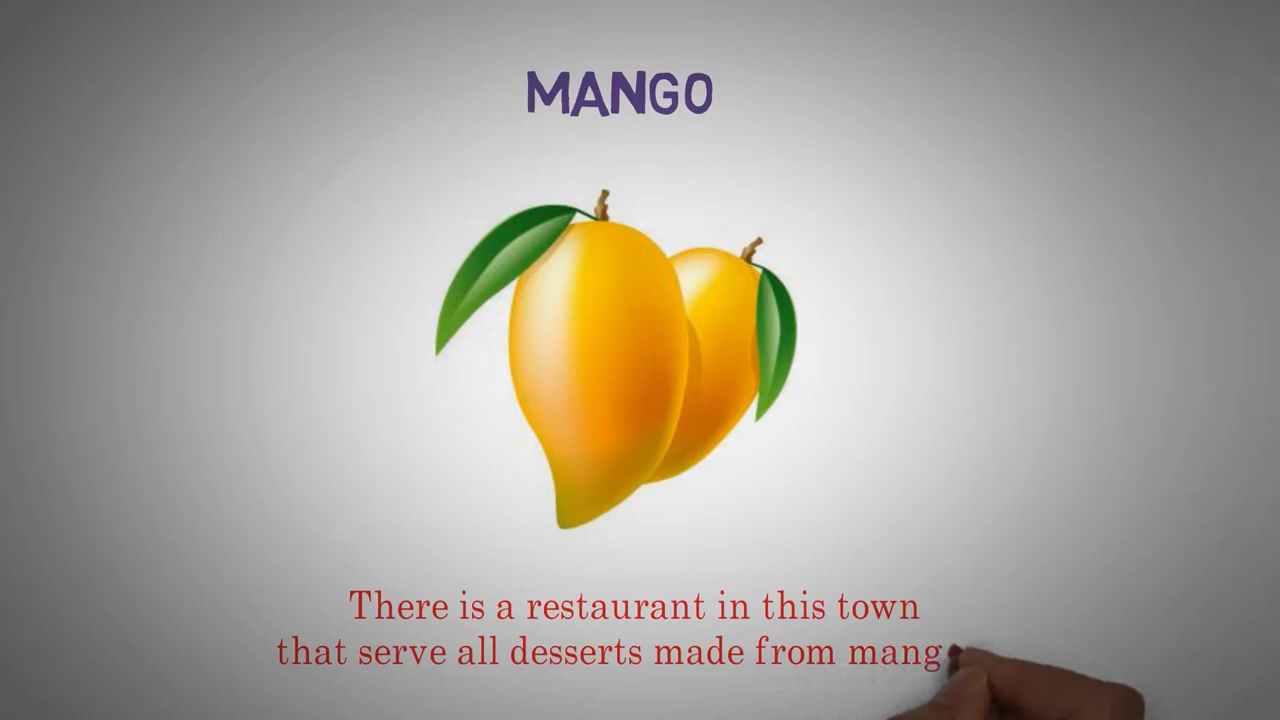 MANGO
There is a restaurant in this town
that serve all desserts made from mang